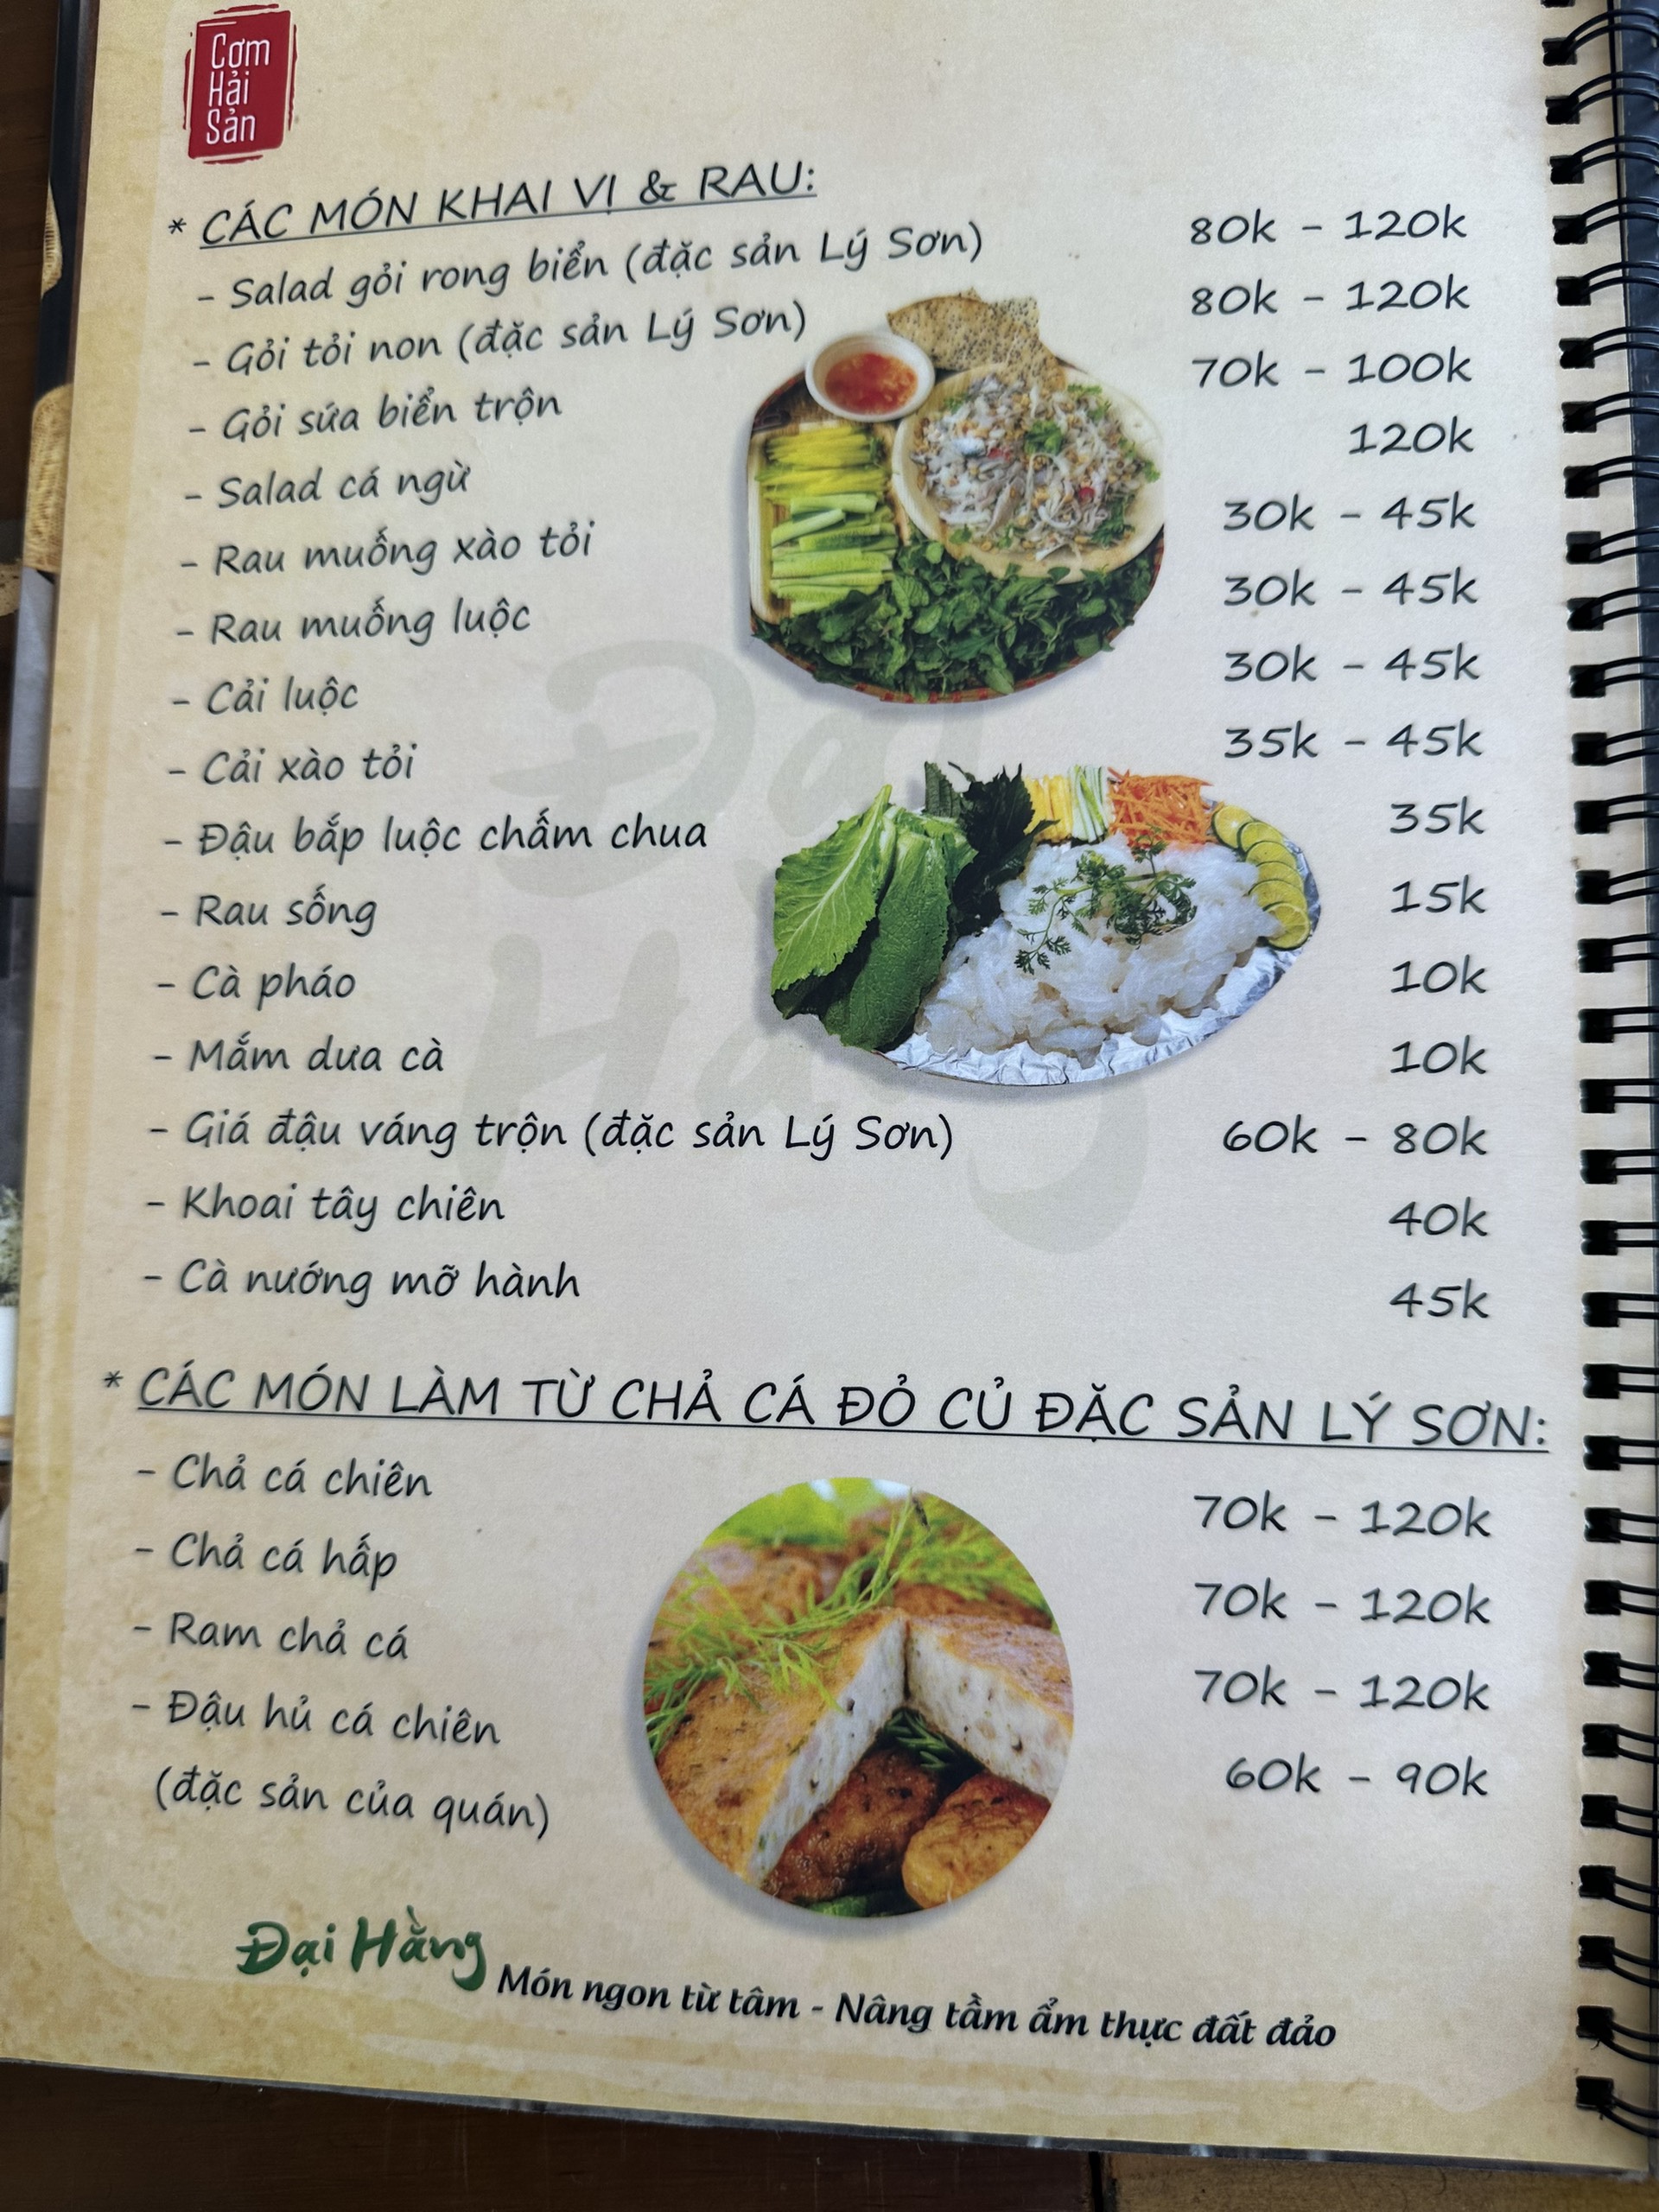 Cơm
Hải
Sản
* CÁC MÓN KHAI VỊ & RAU:
- Salad gỏi rong biển (đặc sản Lý Sơn) 80k - 120k
- Gỏi tỏi non (đặc sản Lý Sơn) 80k - 120k
- Gỏi sứa biển trộn 70k - 100k
- Salad cá ngừ 120k
- Rau muống xào tỏi 30k - 45k
- Rau muống luộc 30k - 45k
- Cải luộc 30k - 45k
- Cải xào tỏi 35k - 45k
- Đậu bắp luộc chấm chua 35k
- Rau sống 15k
- Cà pháo 10k
- Mắm dưa cà 10k
- Giá đậu váng trộn (đặc sản Lý Sơn) 60k - 80k
- Khoai tây chiên 40k
- Cà nướng mỡ hành 45k
Đại
Hằng
* CÁC MÓN LÀM TỪ CHẢ CÁ ĐỎ CỦ ĐẶC SẢN LÝ SƠN:
- Chả cá chiên 70k - 120k
- Chả cá hấp 70k - 120k
- Ram chả cá 70k - 120k
- Đậu hủ cá chiên 60k - 90k
(đặc sản của quán)
Đại Hằng Món ngon từ tâm - Nâng tầm ẩm thực đất đảo